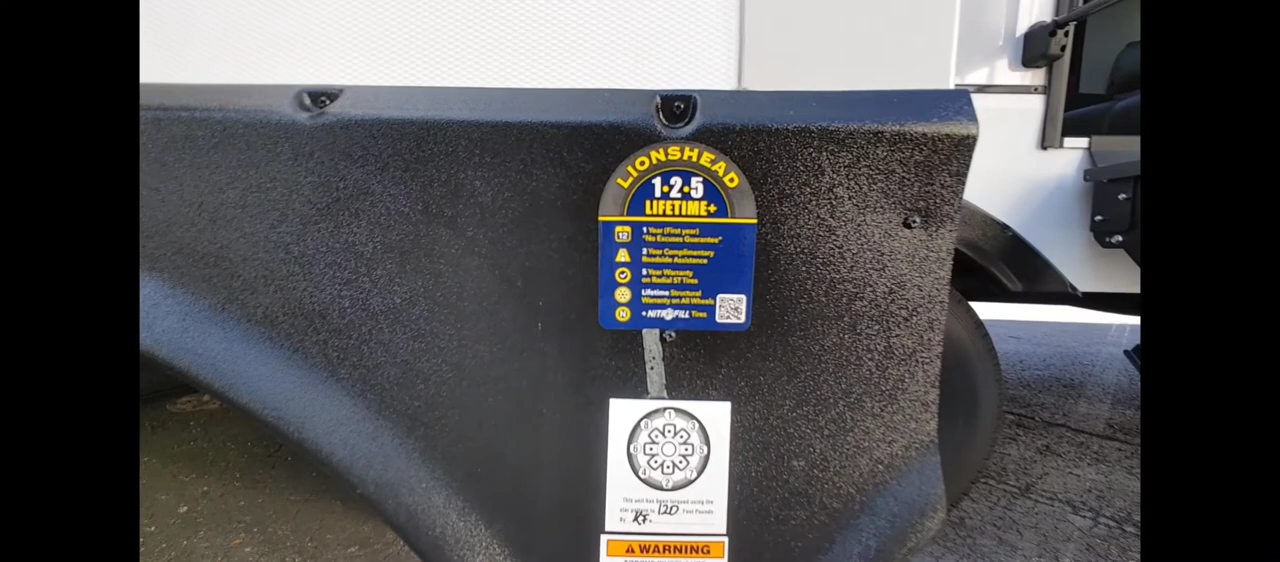 LIONSHEAD
1·2·5
LIFETIME+
12
1 Year (First year)
"No Excuses Guarantee"
2 Year Complimentary
Roadside Assistance
5 Year Warranty
on Radial ST Tires
Lifetime Structural
Warranty on All Wheels
N
+ NITROFILL Tires
1
8 3
6 5
4 7
2
This unit has been torqued using the
star pattern to 120 Foot Pounds
By
WARNING